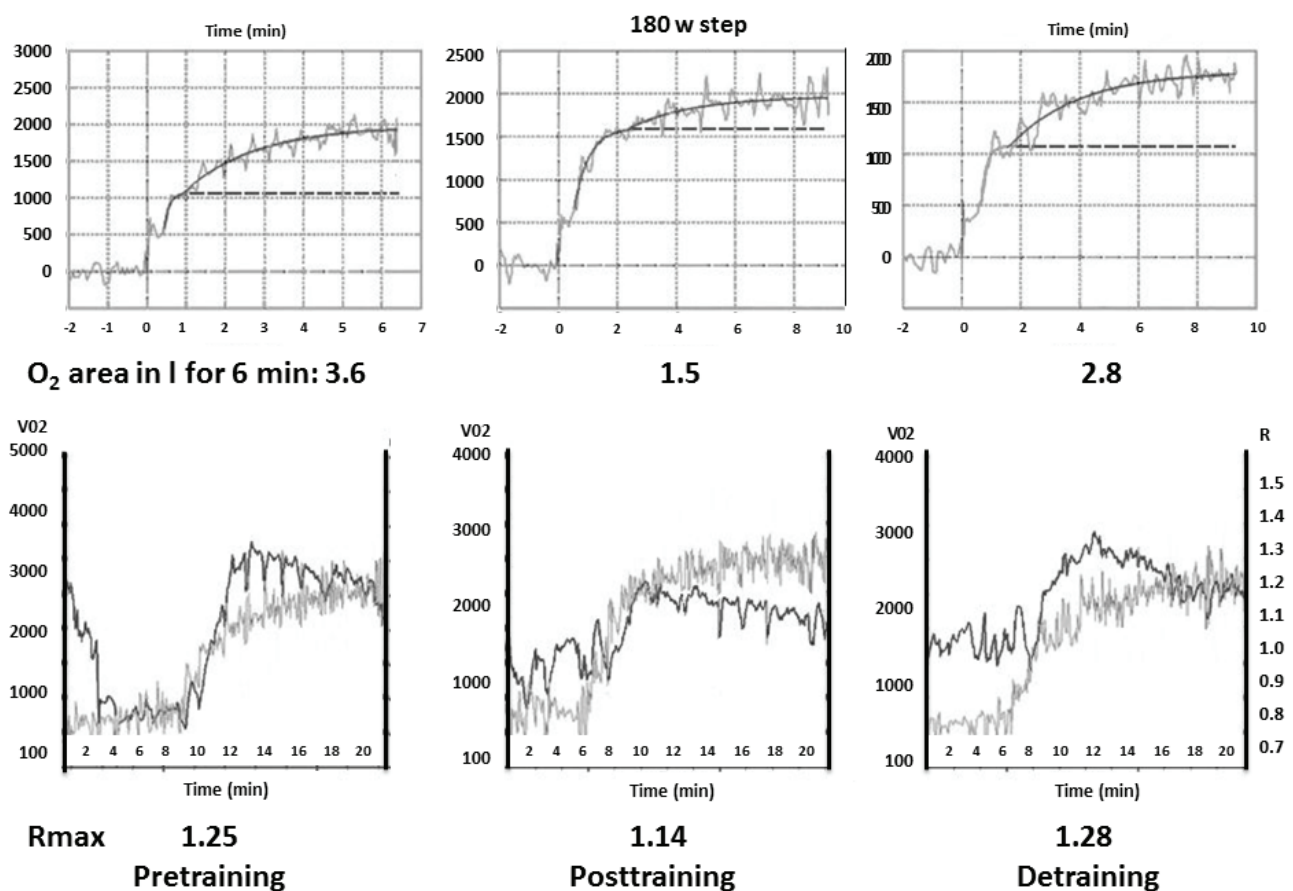 Time (min)
3000
2500
2000
1500
1000
500
0
-2 -1 0 1 2 3 4 5 6 7
180 w step
2500
2000
1500
1000
500
0
-500
-2 0 2 4 6 8 10
Time (min)
2000
1500
1000
500
0
-2 0 2 4 6 8 10
O₂ area in l for 6 min: 3.6
1.5
2.8
V02
5000
4000
3000
2000
1000
100
2 4 6 8 10 12 14 16 18 20
Time (min)
V02
4000
3000
2000
1000
100
2 4 6 8 10 12 14 16 18 20
Time (min)
V02
4000
3000
2000
1000
100
2 4 6 8 10 12 14 16 18 20
Time (min)
R
1.5
1.4
1.3
1.2
1.1
1.0
0.9
0.8
0.7
Rmax 1.25
1.14
1.28
Pretraining
Posttraining
Detraining